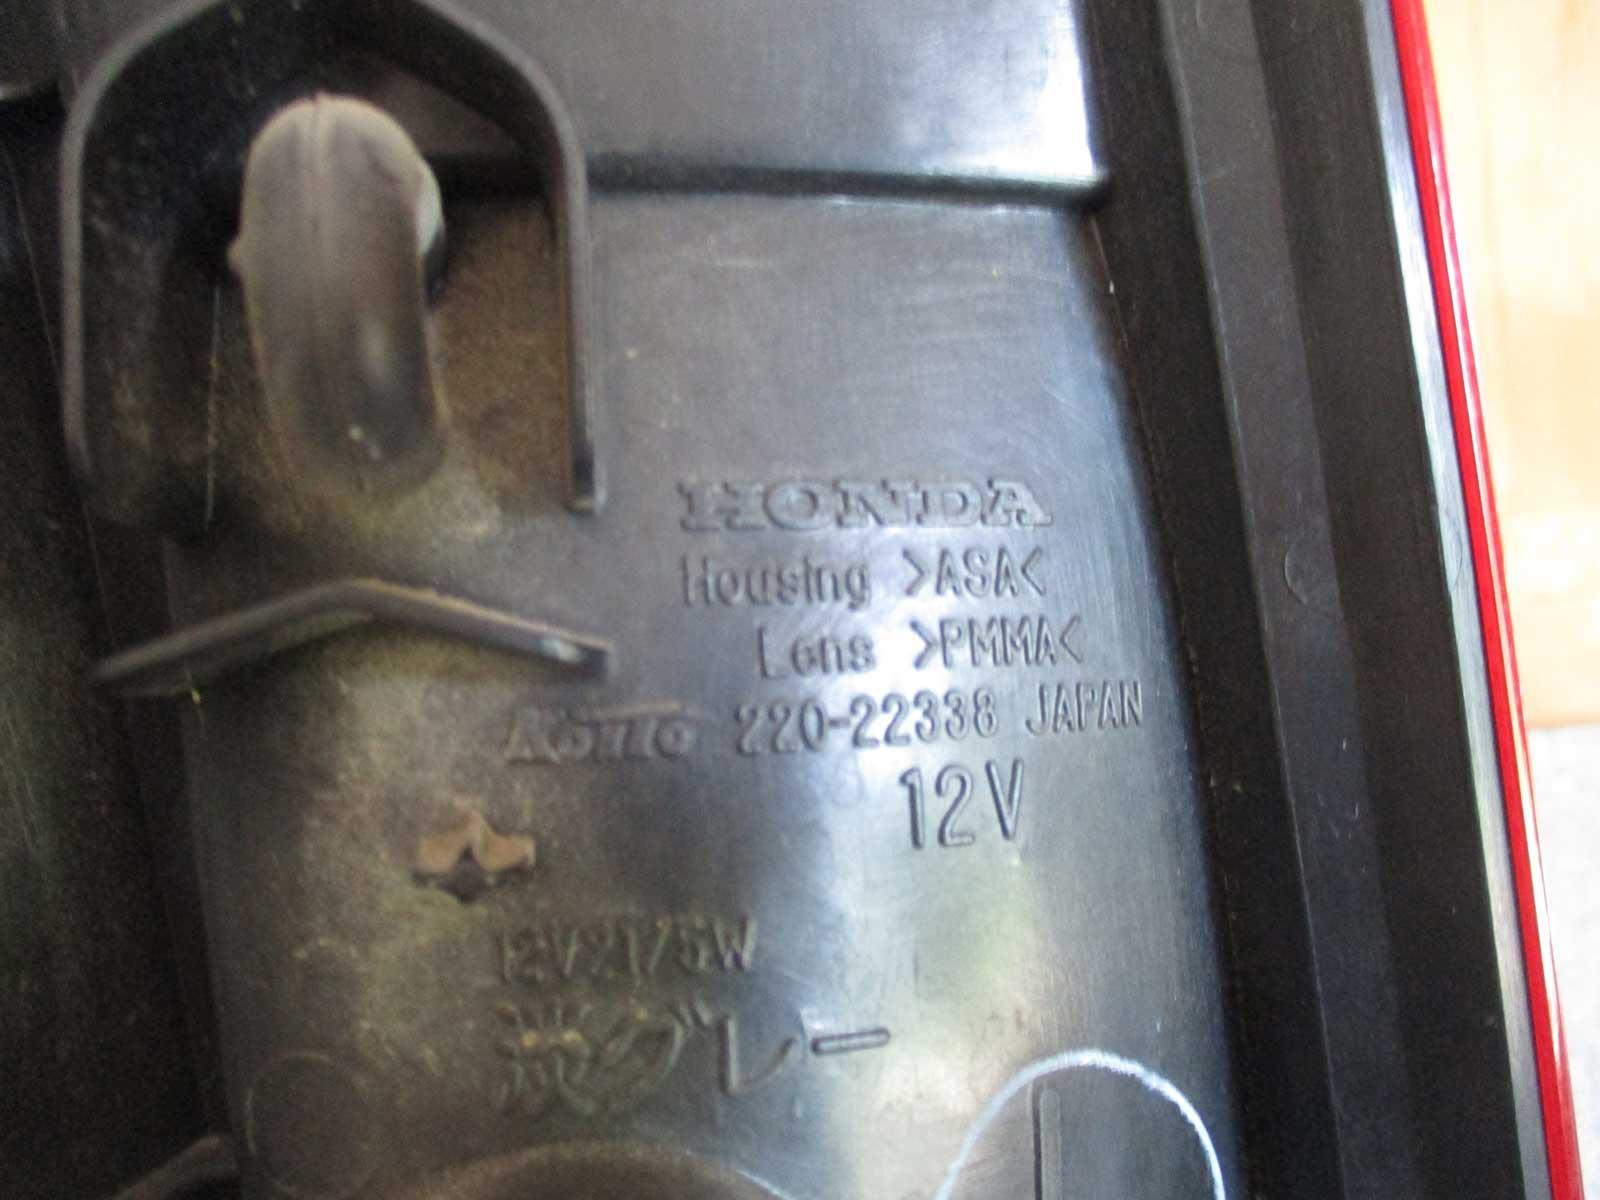 HONDA
Housing >ASA<
Lens >PMMA<
KOITO 220-22338 JAPAN
12V
12V21/5W
グレー